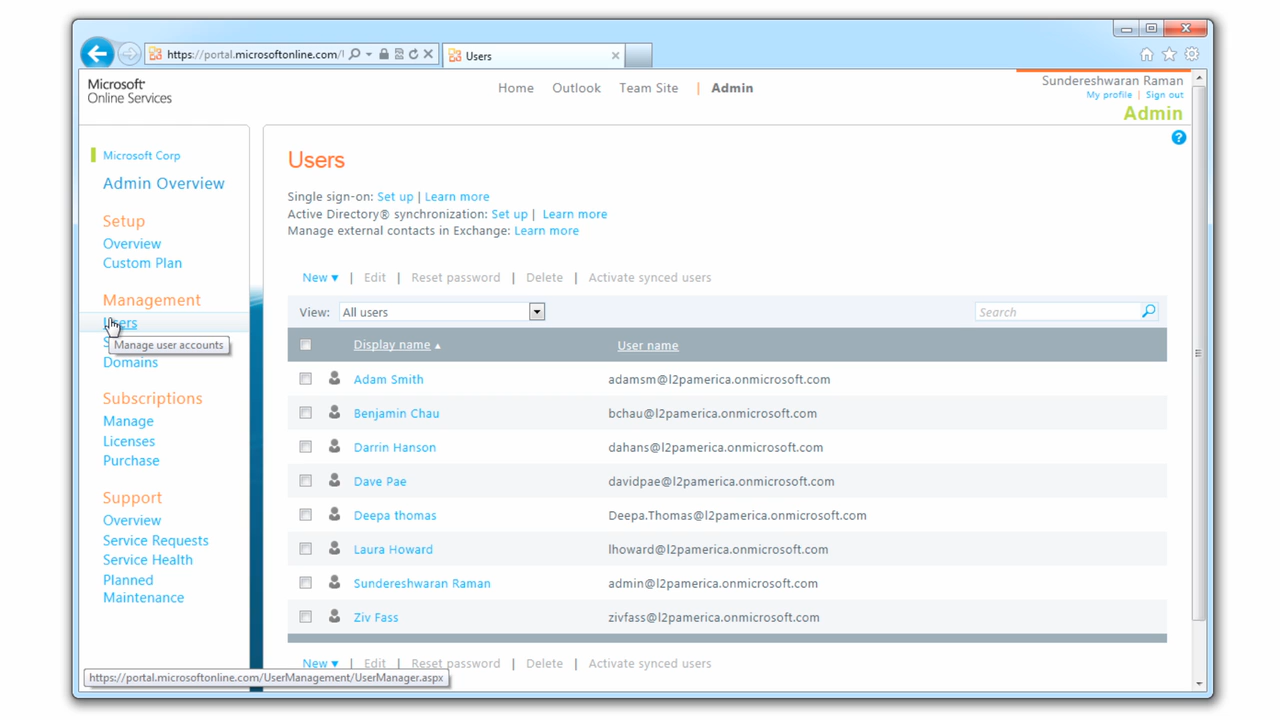 https://portal.microsoftonline.com/
Users
Microsoft
Online Services
Home Outlook Team Site | Admin
Sundereshwaran Raman
My profile | Sign out
Admin
Microsoft Corp
Admin Overview
Setup
Overview
Custom Plan
Management
Users
Manage user accounts
Domains
Subscriptions
Manage
Licenses
Purchase
Support
Overview
Service Requests
Service Health
Planned
Maintenance
Users
Single sign-on: Set up | Learn more
Active Directory® synchronization: Set up | Learn more
Manage external contacts in Exchange: Learn more
New | Edit | Reset password | Delete | Activate synced users
View: All users Search
Display name User name
Adam Smith adamsm@l2pamerica.onmicrosoft.com
Benjamin Chau bchau@l2pamerica.onmicrosoft.com
Darrin Hanson dahans@l2pamerica.onmicrosoft.com
Dave Pae davidpae@l2pamerica.onmicrosoft.com
Deepa thomas Deepa.Thomas@l2pamerica.onmicrosoft.com
Laura Howard lhoward@l2pamerica.onmicrosoft.com
Sundereshwaran Raman admin@l2pamerica.onmicrosoft.com
Ziv Fass zivfass@l2pamerica.onmicrosoft.com
New | Edit | Reset password | Delete | Activate synced users
https://portal.microsoftonline.com/UserManagement/UserManager.aspx